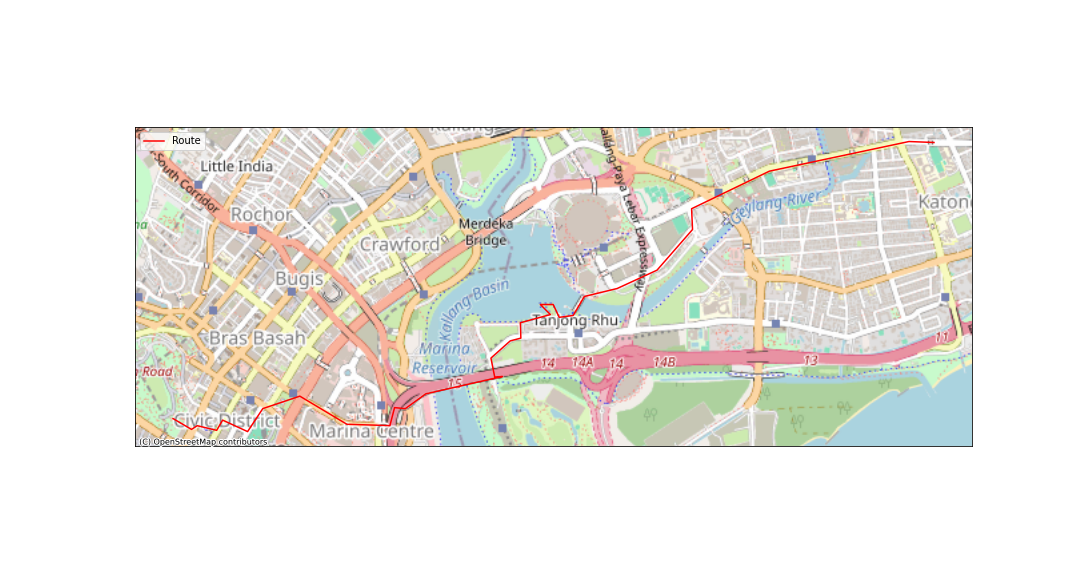 Route
Little India
South Corridor
Rochor
Crawford
Merdeka
Bridge
Kallang-Paya Lebar Expressway
Geylang River
Katon
Bugis
Kallang Basin
Bras Basah
Tanjong Rhu
Marina
Reservoir
Road
15
14
14A
14
14B
13
11
Civic District
Marina Centre
(C) OpenStreetMap contributors